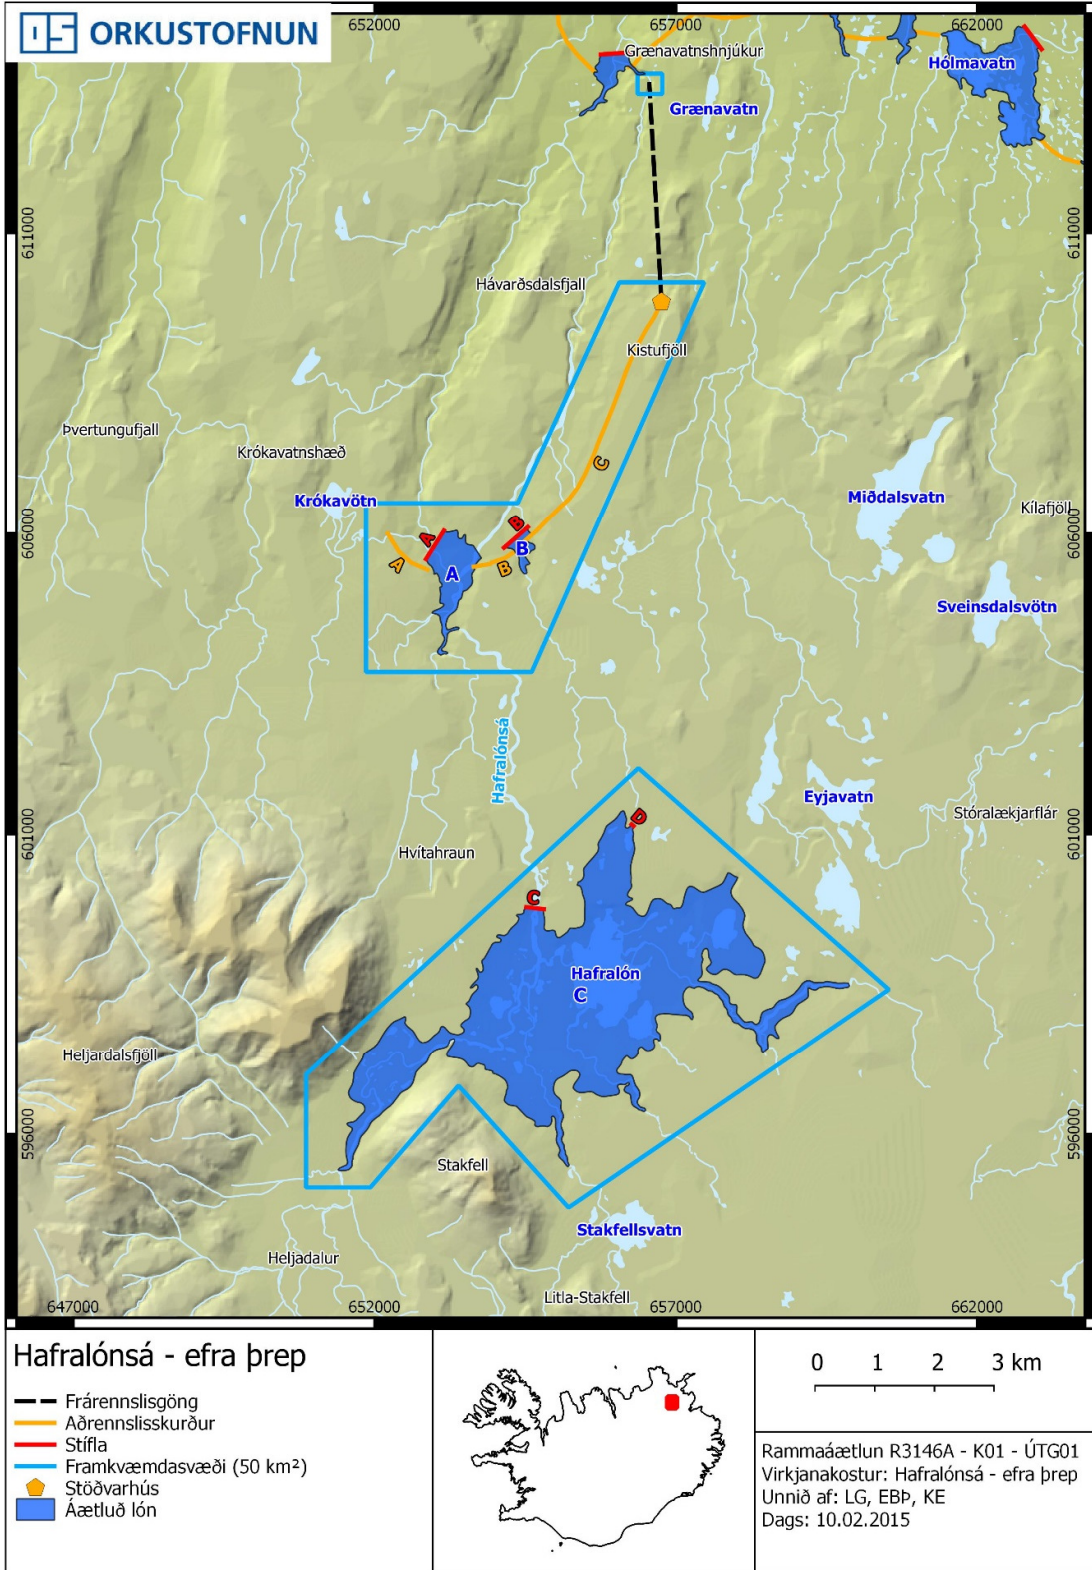 OS ORKUSTOFNUN
652000
657000
662000
Grænavatnshnjúkur
Hólmavatn
Grænavatn
611000
611000
Hávarðsdalsfjall
Kistufjöll
Þvertungufjall
Krókavatnshæð
C
Krókavötn
Miðdalsvatn
Kílafjöll
606000
606000
A
B
B
A
A
B
Sveinsdalsvötn
Hafralónsá
Eyjavatn
Stóralækjarflár
601000
601000
D
Hvítahraun
C
Hafralón
C
Heljardalsfjöll
596000
596000
Stakfell
Stakfellsvatn
Heljadalur
Litla-Stakfell
647000
652000
657000
662000
Hafralónsá - efra þrep
Frárennslisgöng
Aðrennslisskurður
Stífla
Framkvæmdasvæði (50 km²)
Stöðvarhús
Áætluð lón
0 1 2 3 km
Rammaáætlun R3146A - K01 - ÚTG01
Virkjanakostur: Hafralónsá - efra þrep
Unnið af: LG, EBÞ, KE
Dags: 10.02.2015